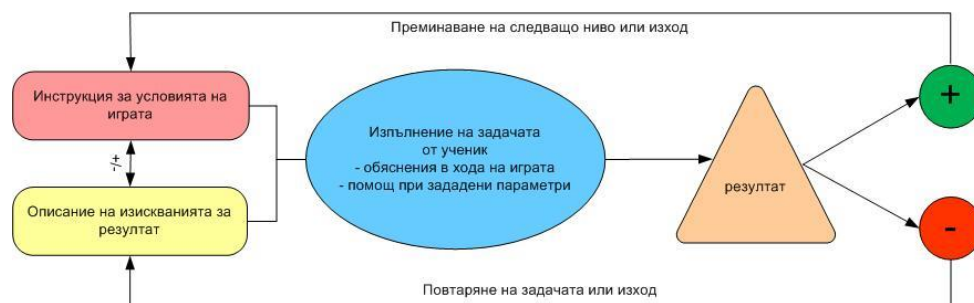 Преминаване на следващо ниво или изход
Инструкция за условията на
играта
-/+
Описание на изискванията за
резултат
Изпълнение на задачата
от ученик
- обяснения в хода на играта
- помощ при зададени параметри
резултат
+
-
Повтаряне на задачата или изход